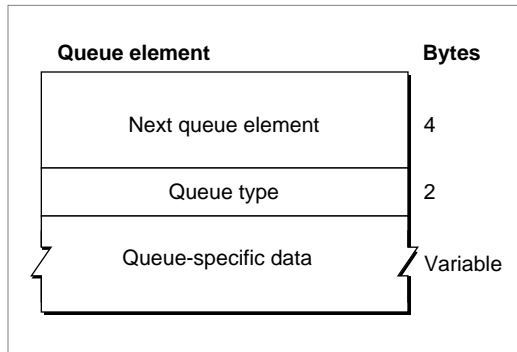 Queue element Bytes
Next queue element 4
Queue type 2
Queue-specific data Variable